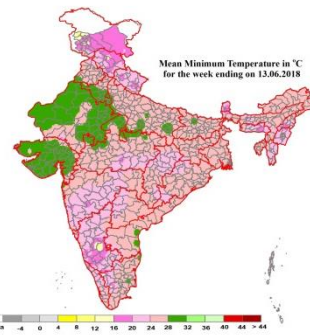 Mean Minimum Temperature in °C
for the week ending on 13.06.2018
-4 0 4 8 12 16 20 24 28 32 36 40 44 > 44